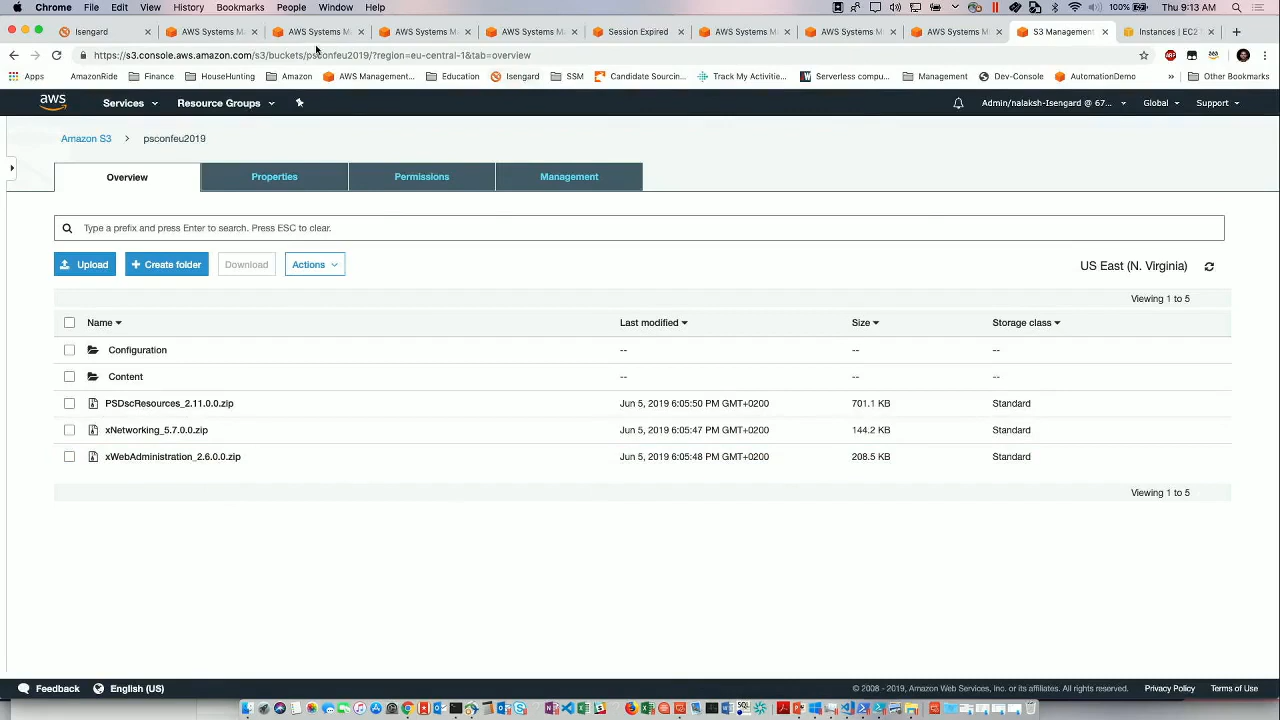 Chrome File Edit View History Bookmarks People Window Help 100% Thu 9:13 AM
Isengard AWS Systems M AWS Systems M AWS Systems M AWS Systems M Session Expired AWS Systems M AWS Systems M AWS Systems M S3 Management Instances | EC2
https://s3.console.aws.amazon.com/s3/buckets/psconfeu2019/?region=eu-central-1&tab=overview
Apps AmazonRide Finance HouseHunting Amazon AWS Management... Education Isengard SSM Candidate Sourcin... Track My Activitie... Serverless compu... Management Dev-Console AutomationDemo Other Bookmarks
aws Services Resource Groups Admin/nalaksh-Isengard @ 67... Global Support
Amazon S3 > psconfeu2019
Overview Properties Permissions Management
Type a prefix and press Enter to search. Press ESC to clear.
Upload + Create folder Download Actions US East (N. Virginia)
Viewing 1 to 5
Name Last modified Size Storage class
Configuration -- -- --
Content -- -- --
PSDscResources_2.11.0.0.zip Jun 5, 2019 6:05:50 PM GMT+0200 701.1 KB Standard
xNetworking_5.7.0.0.zip Jun 5, 2019 6:05:47 PM GMT+0200 144.2 KB Standard
xWebAdministration_2.6.0.0.zip Jun 5, 2019 6:05:48 PM GMT+0200 208.5 KB Standard
Viewing 1 to 5
Feedback English (US) © 2008 - 2019, Amazon Web Services, Inc. or its affiliates. All rights reserved. Privacy Policy Terms of Use